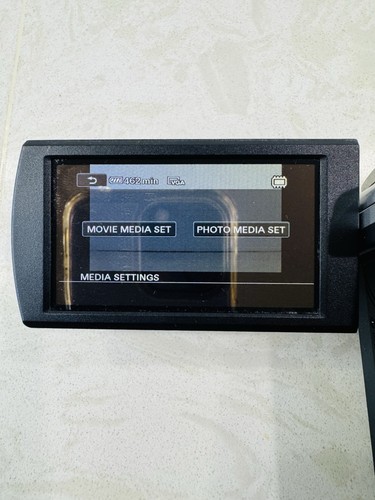 462min VGA
MOVIE MEDIA SET PHOTO MEDIA SET
MEDIA SETTINGS